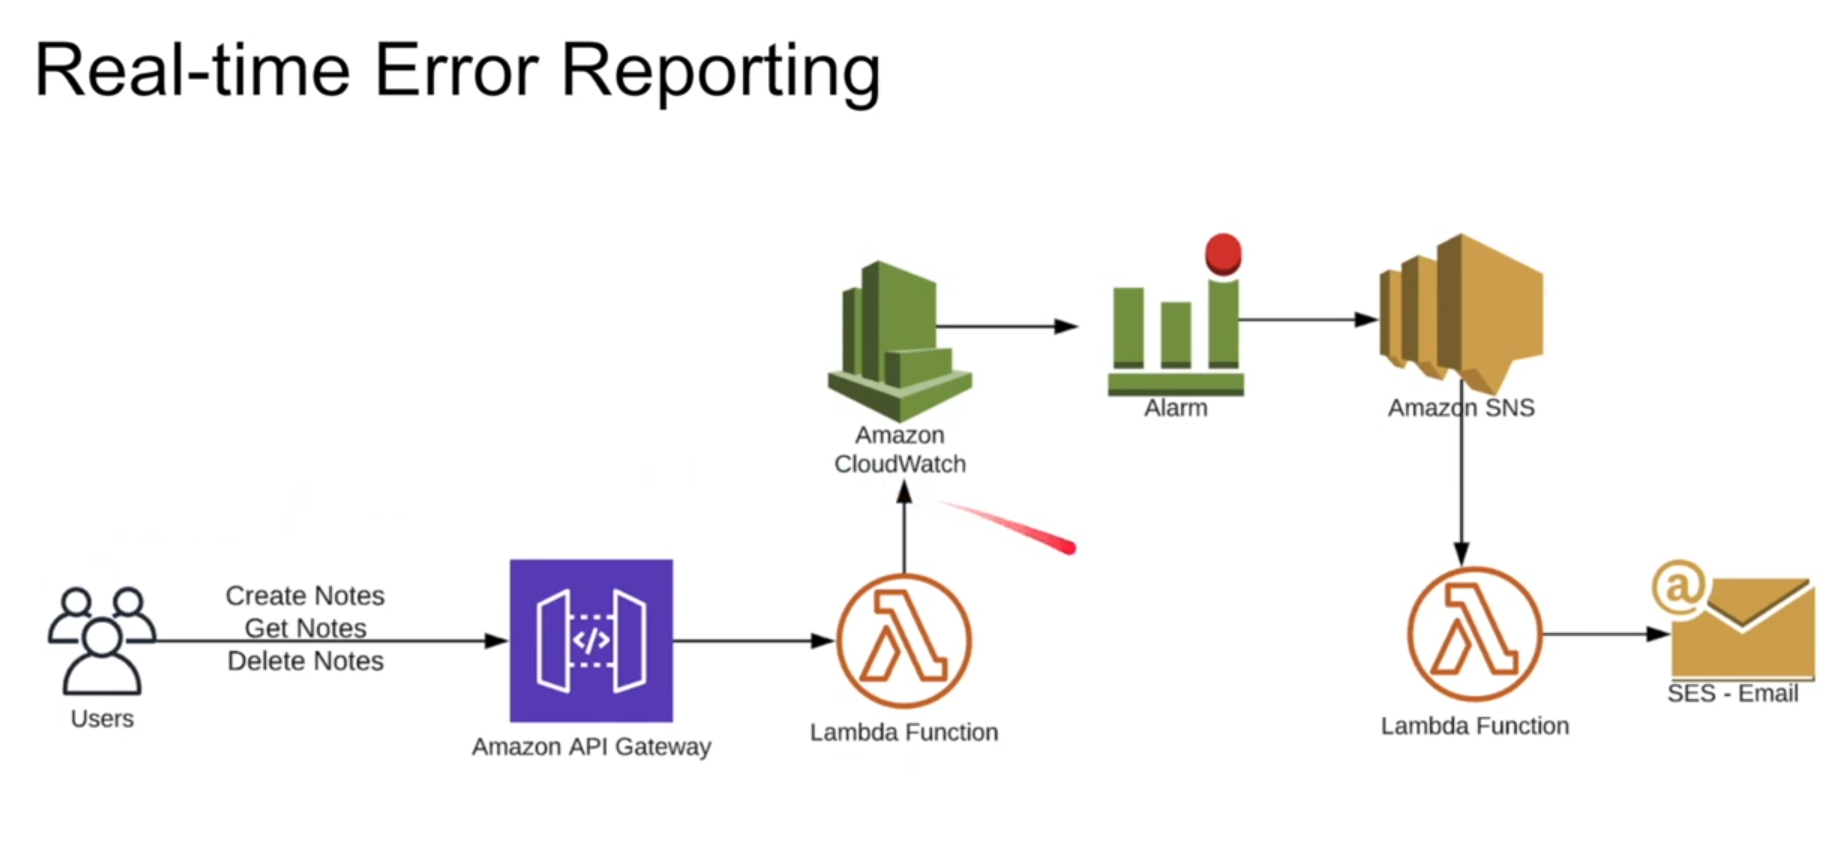 Real-time Error Reporting
Amazon
CloudWatch
Alarm
Amazon SNS
Create Notes
Get Notes
Delete Notes
Users
</>
Amazon API Gateway
Lambda Function
Lambda Function
@
SES - Email